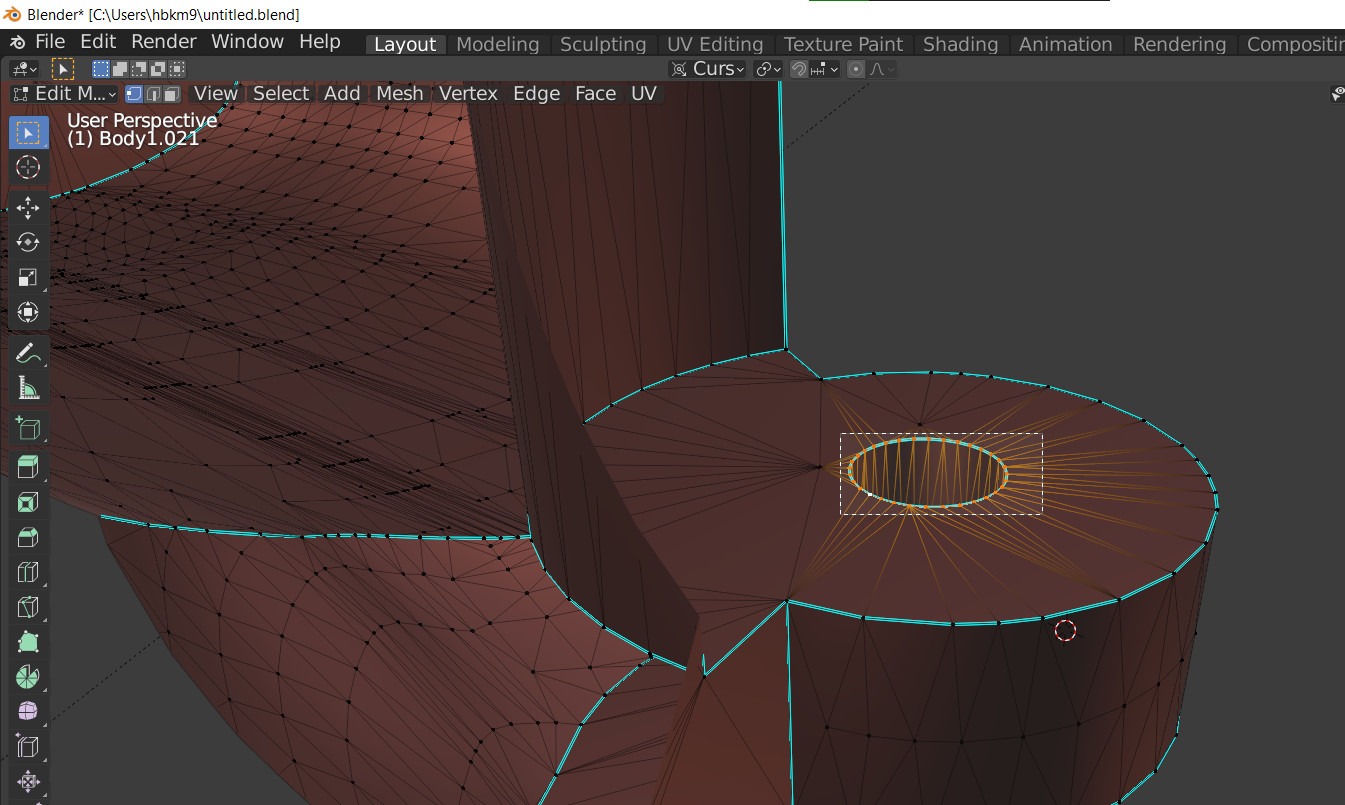 Blender* [C:\Users\hbkm9\untitled.blend]
File Edit Render Window Help Layout Modeling Sculpting UV Editing Texture Paint Shading Animation Rendering Compositin
Curs
Edit M... View Select Add Mesh Vertex Edge Face UV
User Perspective
(1) Body1.021